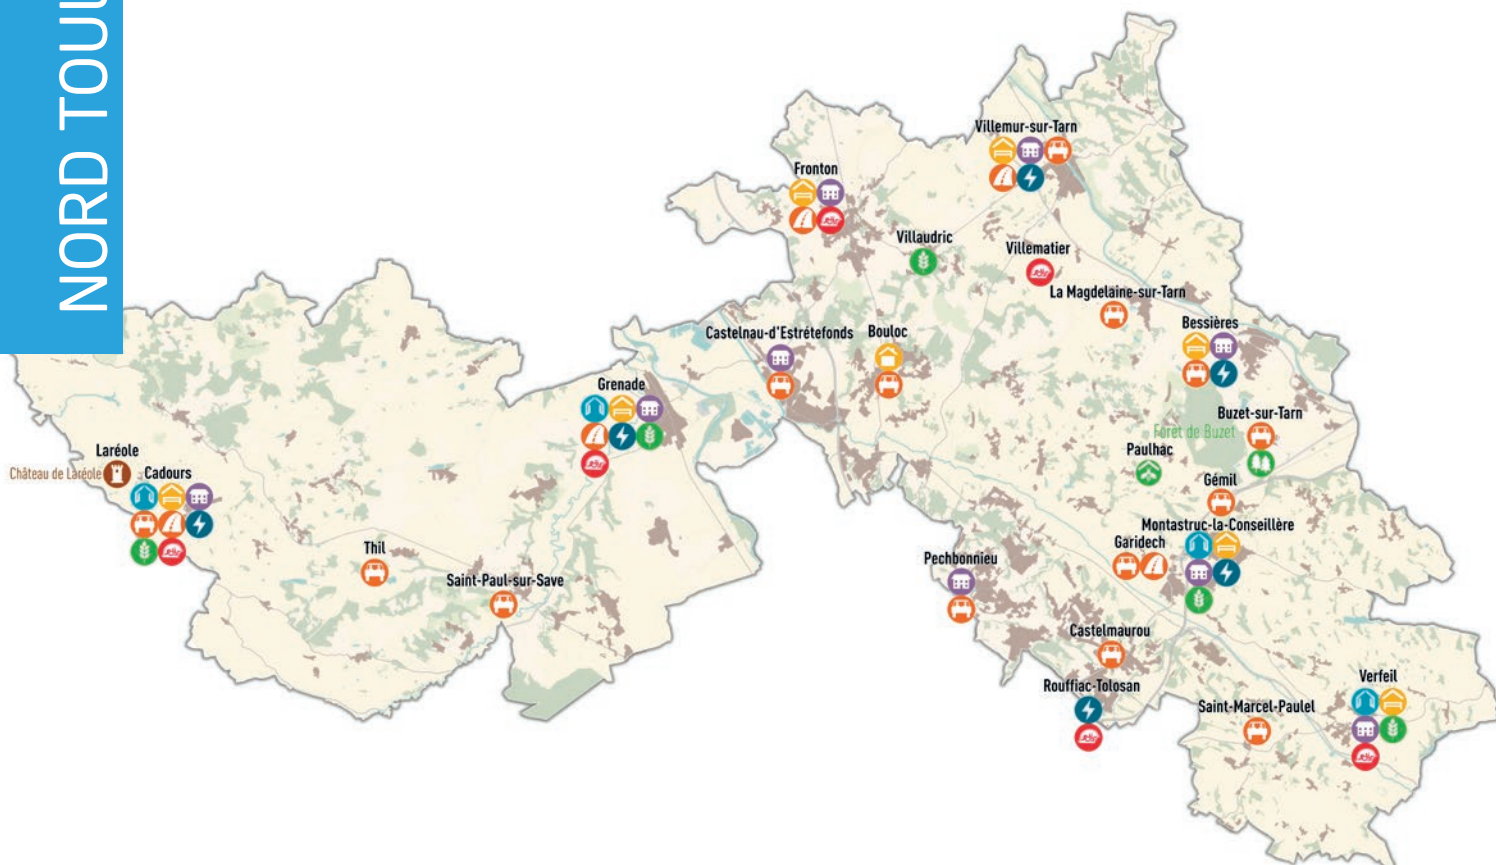 NORD
Villemur-sur-Tarn
Fronton
Villaudric
Villematier
La Magdelaine-sur-Tarn
Castelnau-d'Estrétefonds
Bouloc
Bessières
Grenade
Buzet-sur-Tarn
Forêt de Buzet
Laréole
Paulhac
Château de Laréole
Cadours
Gémil
Montastruc-la-Conseillère
Garidech
Thil
Pechbonnieu
Saint-Paul-sur-Save
Castelmaurou
Verfeil
Rouffiac-Tolosan
Saint-Marcel-Paulel